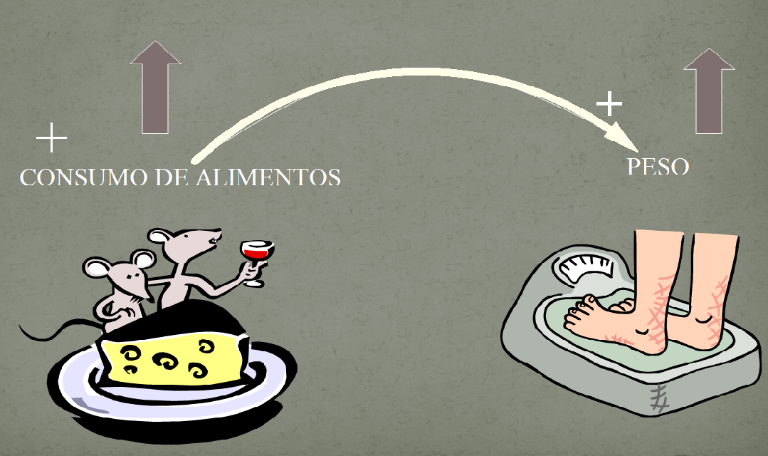 +
+
CONSUMO DE ALIMENTOS
PESO